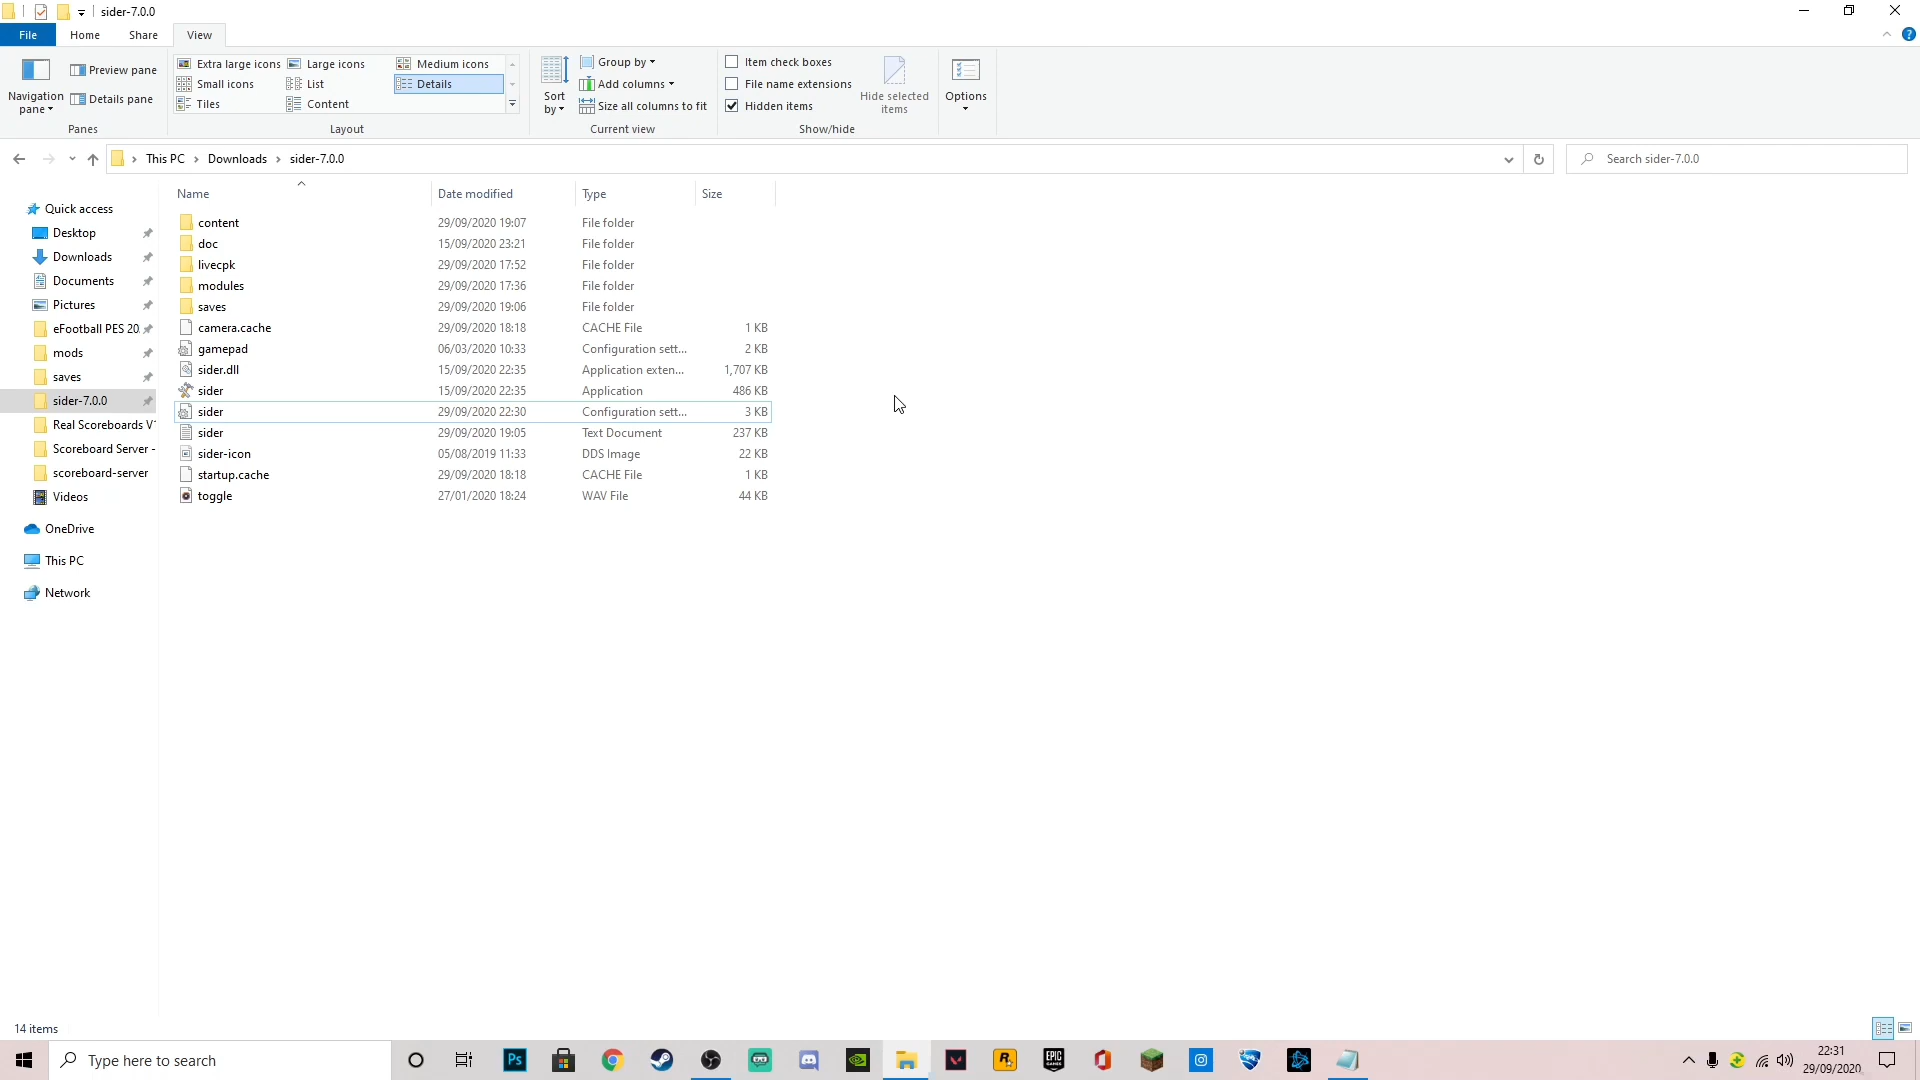 sider-7.0.0
File Home Share View
Navigation pane
Preview pane
Details pane
Panes
Extra large icons Large icons Medium icons
Small icons List Details
Tiles Content
Layout
Sort by
Group by
Add columns
Size all columns to fit
Current view
Item check boxes
File name extensions
Hidden items
Hide selected items
Show/hide
Options
This PC Downloads sider-7.0.0
Search sider-7.0.0
Quick access
Desktop
Downloads
Documents
Pictures
eFootball PES 20
mods
saves
sider-7.0.0
Real Scoreboards V
Scoreboard Server -
scoreboard-server
Videos
OneDrive
This PC
Network
Name Date modified Type Size
content 29/09/2020 19:07 File folder
doc 15/09/2020 23:21 File folder
livecpk 29/09/2020 17:52 File folder
modules 29/09/2020 17:36 File folder
saves 29/09/2020 19:06 File folder
camera.cache 29/09/2020 18:18 CACHE File 1 KB
gamepad 06/03/2020 10:33 Configuration sett... 2 KB
sider.dll 15/09/2020 22:35 Application exten... 1,707 KB
sider 15/09/2020 22:35 Application 486 KB
sider 29/09/2020 22:30 Configuration sett... 3 KB
sider 29/09/2020 19:05 Text Document 237 KB
sider-icon 05/08/2019 11:33 DDS Image 22 KB
startup.cache 29/09/2020 18:18 CACHE File 1 KB
toggle 27/01/2020 18:24 WAV File 44 KB
14 items
Type here to search
Ps
EPIC GAMES
22:31
29/09/2020